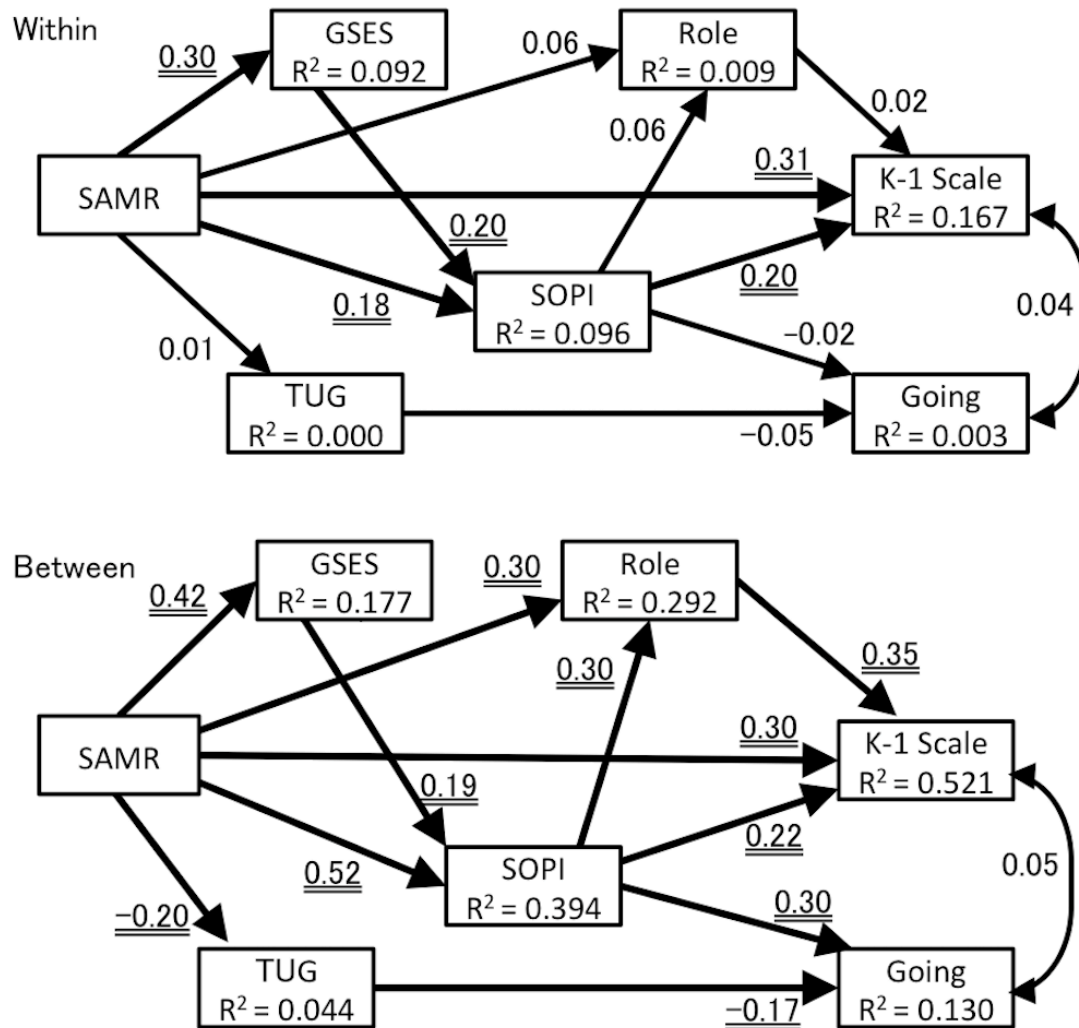 Within
GSES
R² = 0.092
Role
R² = 0.009
0.30
0.06
0.02
0.06
SAMR
0.31
K-1 Scale
R² = 0.167
0.20
0.18
SOPI
R² = 0.096
0.20
0.04
-0.02
0.01
TUG
R² = 0.000
Going
R² = 0.003
-0.05
Between
GSES
R² = 0.177
Role
R² = 0.292
0.42
0.30
0.30
0.35
SAMR
0.30
K-1 Scale
R² = 0.521
0.19
0.22
0.52
SOPI
R² = 0.394
0.05
0.30
-0.20
TUG
R² = 0.044
Going
R² = 0.130
-0.17